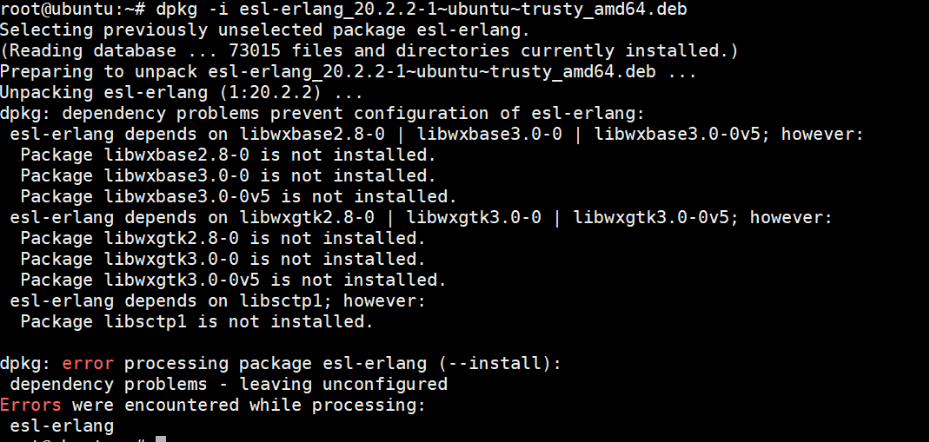 root@ubuntu:~# dpkg -i esl-erlang_20.2.2-1~ubuntu~trusty_amd64.deb
Selecting previously unselected package esl-erlang.
(Reading database ... 73015 files and directories currently installed.)
Preparing to unpack esl-erlang_20.2.2-1~ubuntu~trusty_amd64.deb ...
Unpacking esl-erlang (1:20.2.2) ...
dpkg: dependency problems prevent configuration of esl-erlang:
 esl-erlang depends on libwxbase2.8-0 | libwxbase3.0-0 | libwxbase3.0-0v5; however:
  Package libwxbase2.8-0 is not installed.
  Package libwxbase3.0-0 is not installed.
  Package libwxbase3.0-0v5 is not installed.
 esl-erlang depends on libwxgtk2.8-0 | libwxgtk3.0-0 | libwxgtk3.0-0v5; however:
  Package libwxgtk2.8-0 is not installed.
  Package libwxgtk3.0-0 is not installed.
  Package libwxgtk3.0-0v5 is not installed.
 esl-erlang depends on libsctp1; however:
  Package libsctp1 is not installed.

dpkg: error processing package esl-erlang (--install):
 dependency problems - leaving unconfigured
Errors were encountered while processing:
 esl-erlang